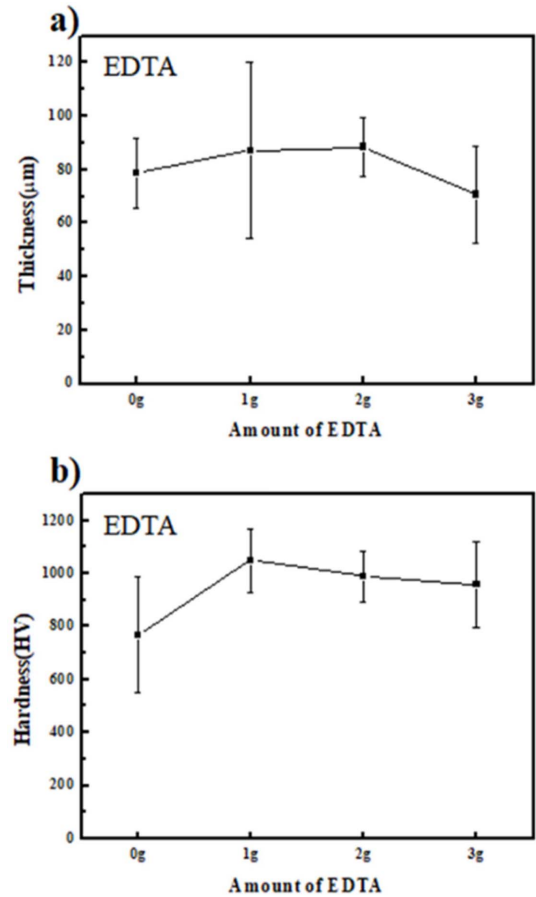 a)
EDTA
120
100
80
60
40
20
0
Thickness(μm)
0g 1g 2g 3g
Amount of EDTA
b)
EDTA
1200
1000
800
600
400
200
0
Hardness(HV)
0g 1g 2g 3g
Amount of EDTA